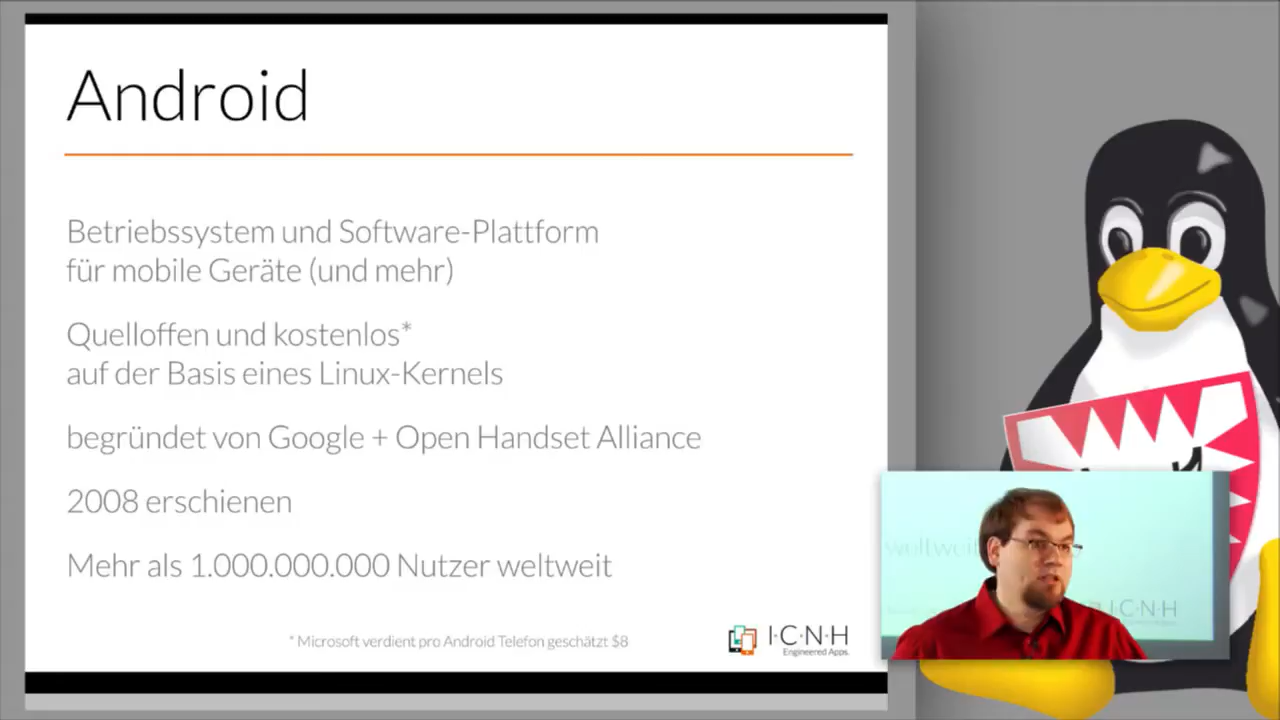 Android
Betriebssystem und Software-Plattform
für mobile Geräte (und mehr)
Quelloffen und kostenlos*
auf der Basis eines Linux-Kernels
begründet von Google + Open Handset Alliance
2008 erschienen
Mehr als 1.000.000.000 Nutzer weltweit
* Microsoft verdient pro Android Telefon geschätzt $8
I·C·N·H
Engineered Apps.
weltweit
I·C·N·H